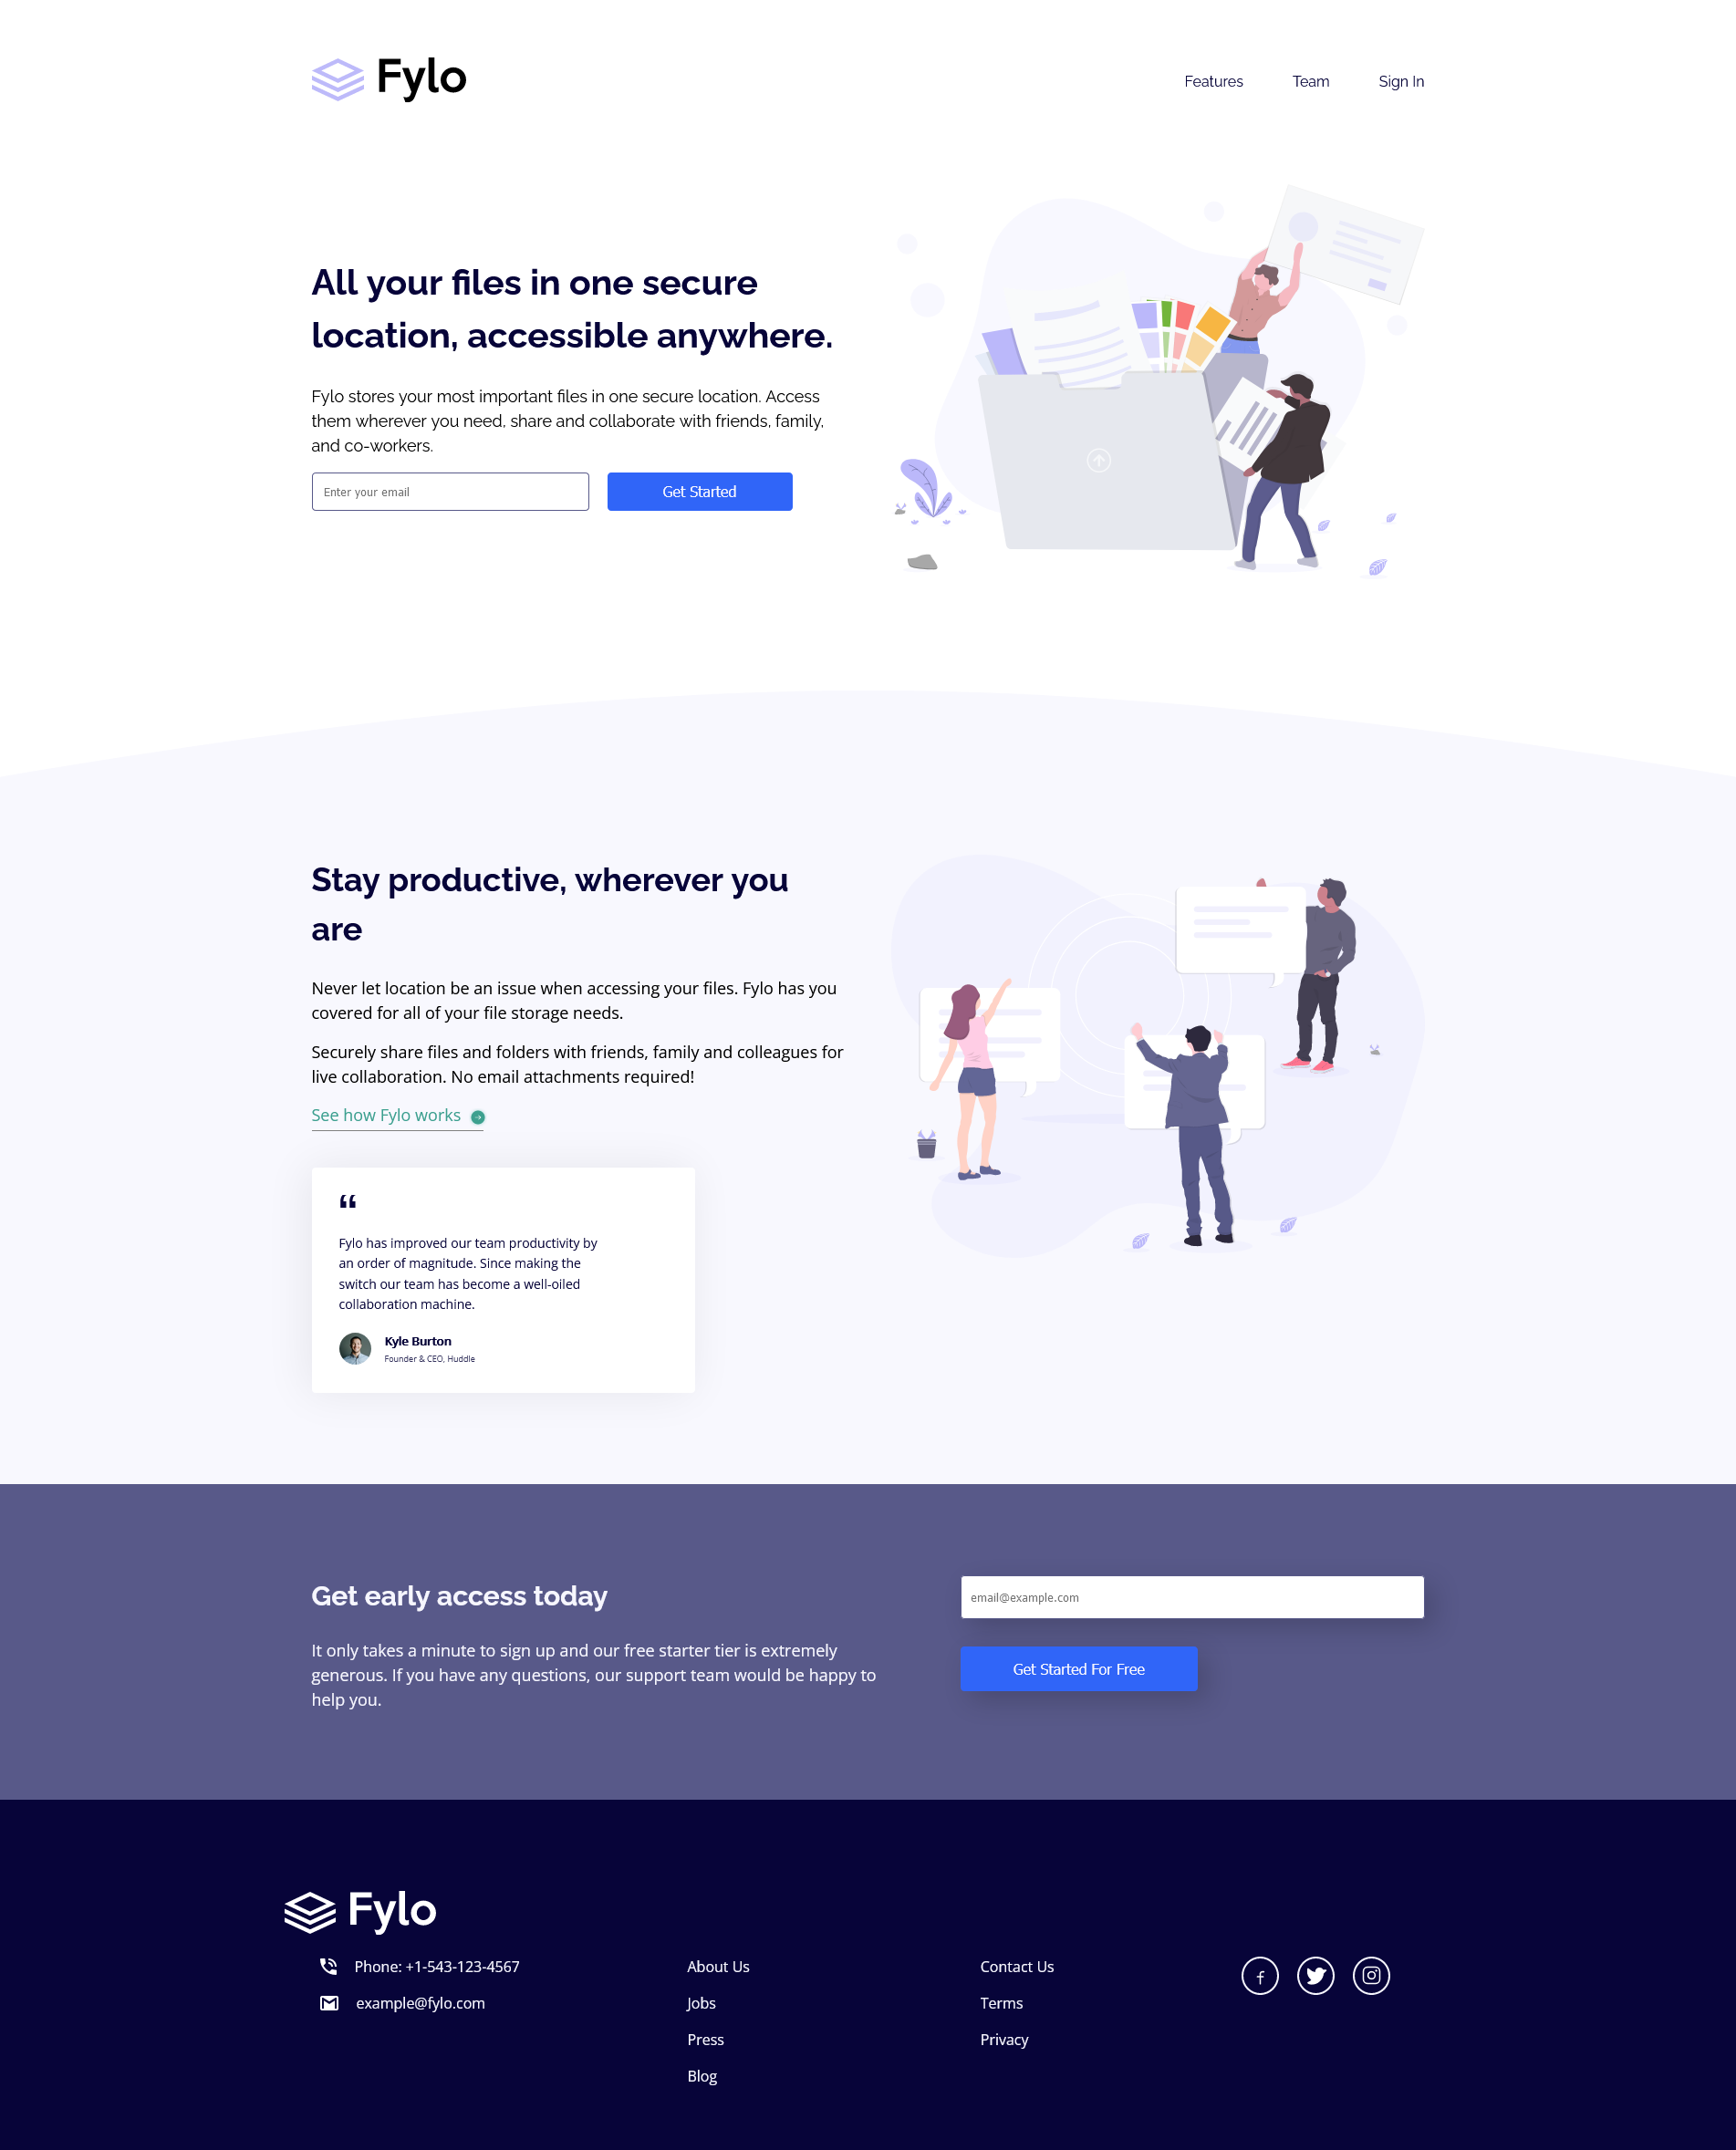 Fylo
Features
Team
Sign In
All your files in one secure
location, accessible anywhere.
Fylo stores your most important files in one secure location. Access
them wherever you need, share and collaborate with friends, family,
and co-workers.
Enter your email
Get Started
Stay productive, wherever you
are
Never let location be an issue when accessing your files. Fylo has you
covered for all of your file storage needs.
Securely share files and folders with friends, family and colleagues for
live collaboration. No email attachments required!
See how Fylo works
“
Fylo has improved our team productivity by
an order of magnitude. Since making the
switch our team has become a well-oiled
collaboration machine.
Kyle Burton
Founder & CEO, Huddle
Get early access today
It only takes a minute to sign up and our free starter tier is extremely
generous. If you have any questions, our support team would be happy to
help you.
email@example.com
Get Started For Free
Fylo
Phone: +1-543-123-4567
example@fylo.com
About Us
Jobs
Press
Blog
Contact Us
Terms
Privacy